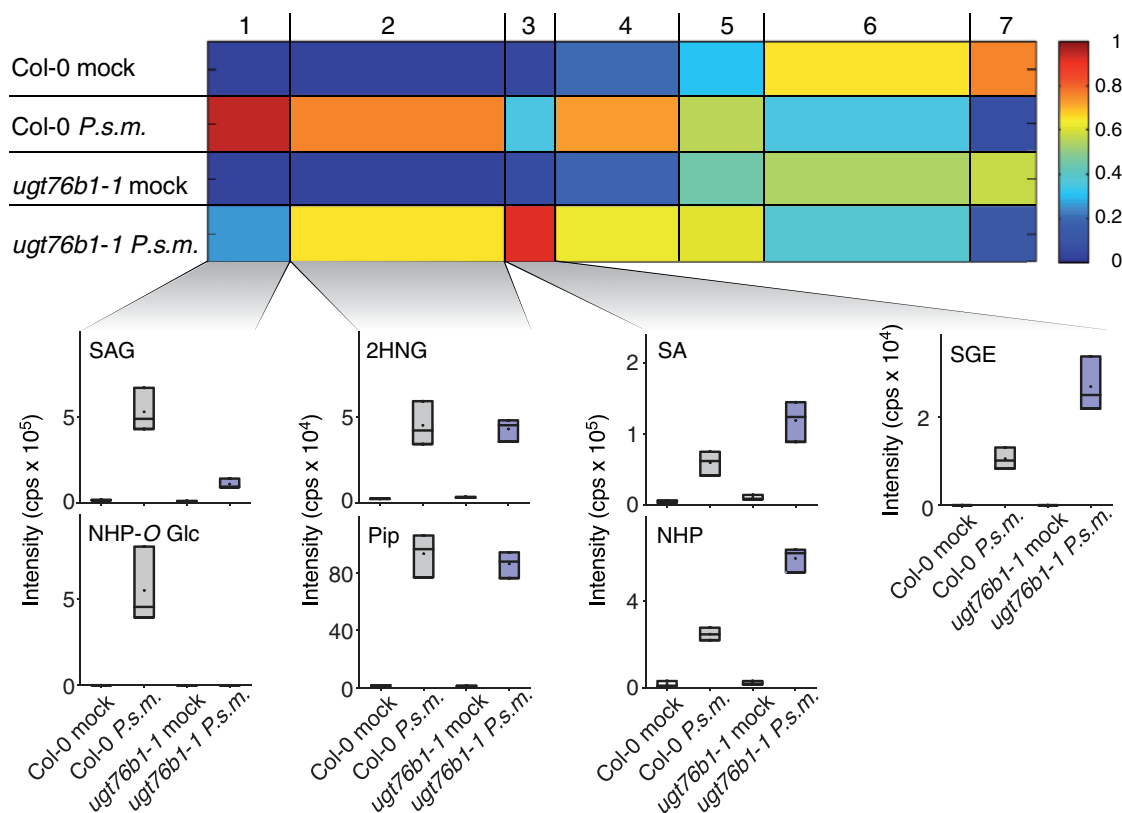 1 2 3 4 5 6 7
Col-0 mock
Col-0 P.s.m.
ugt76b1-1 mock
ugt76b1-1 P.s.m.
1
0.8
0.6
0.4
0.2
0
SAG
2HNG
SA
SGE
Intensity (cps x 10⁵)
5
0
Intensity (cps x 10⁴)
5
0
Intensity (cps x 10⁵)
2
1
0
Intensity (cps x 10⁴)
2
0
NHP-O Glc
Pip
NHP
5
0
80
40
0
4
0
Col-0 mock
Col-0 P.s.m.
ugt76b1-1 mock
ugt76b1-1 P.s.m.
Col-0 mock
Col-0 P.s.m.
ugt76b1-1 mock
ugt76b1-1 P.s.m.
Col-0 mock
Col-0 P.s.m.
ugt76b1-1 mock
ugt76b1-1 P.s.m.
Col-0 mock
Col-0 P.s.m.
ugt76b1-1 mock
ugt76b1-1 P.s.m.